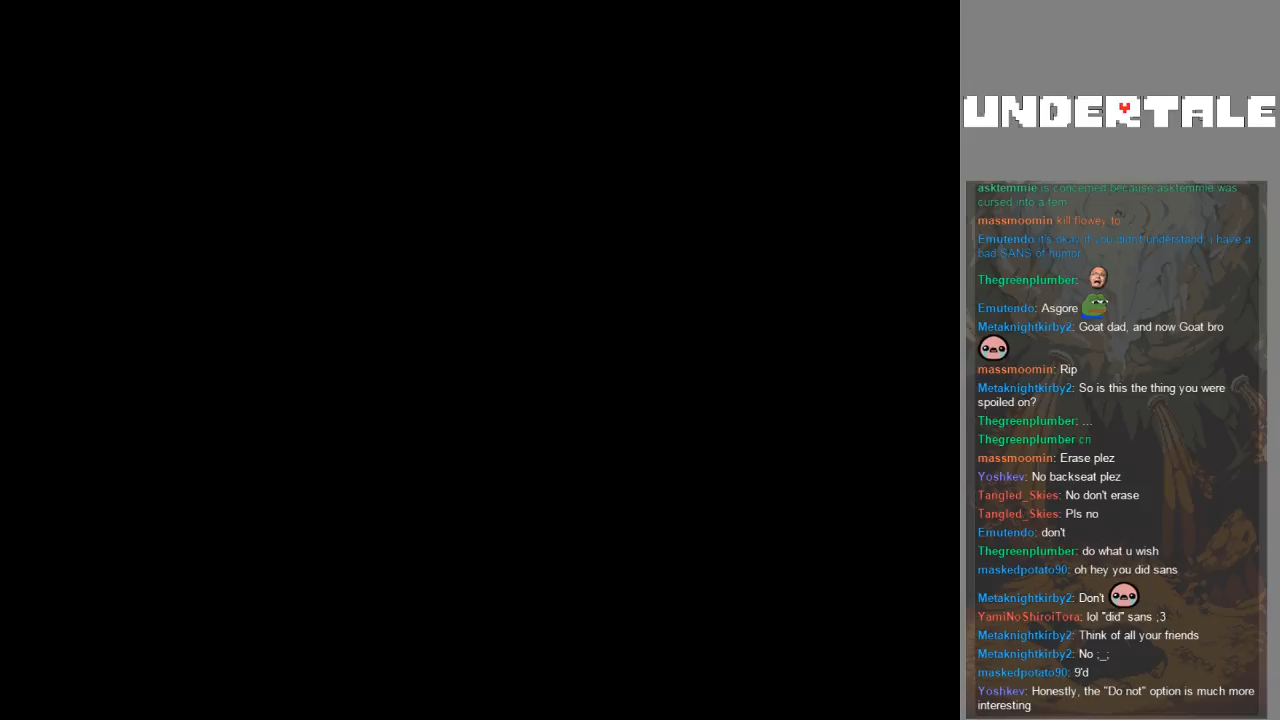 UNDERTALE
asktemmie is concerned because asktemmie was
cursed into a tem
massmoomin kill flowey to
Emutendo it's okay if you didn't understand, i have a
bad SANS of humor
Thegreenplumber:
Emutendo: Asgore
Metaknightkirby2: Goat dad, and now Goat bro
massmoomin: Rip
Metaknightkirby2: So is this the thing you were
spoiled on?
Thegreenplumber: ...
Thegreenplumber cn
massmoomin: Erase plez
Yoshkev: No backseat plez
Tangled_Skies: No don't erase
Tangled_Skies: Pls no
Emutendo: don't
Thegreenplumber: do what u wish
maskedpotato90: oh hey you did sans
Metaknightkirby2: Don't
YamiNoShiroiTora: lol "did" sans ;3
Metaknightkirby2: Think of all your friends
Metaknightkirby2: No ;_;
maskedpotato90: 9'd
Yoshkev: Honestly, the "Do not" option is much more
interesting